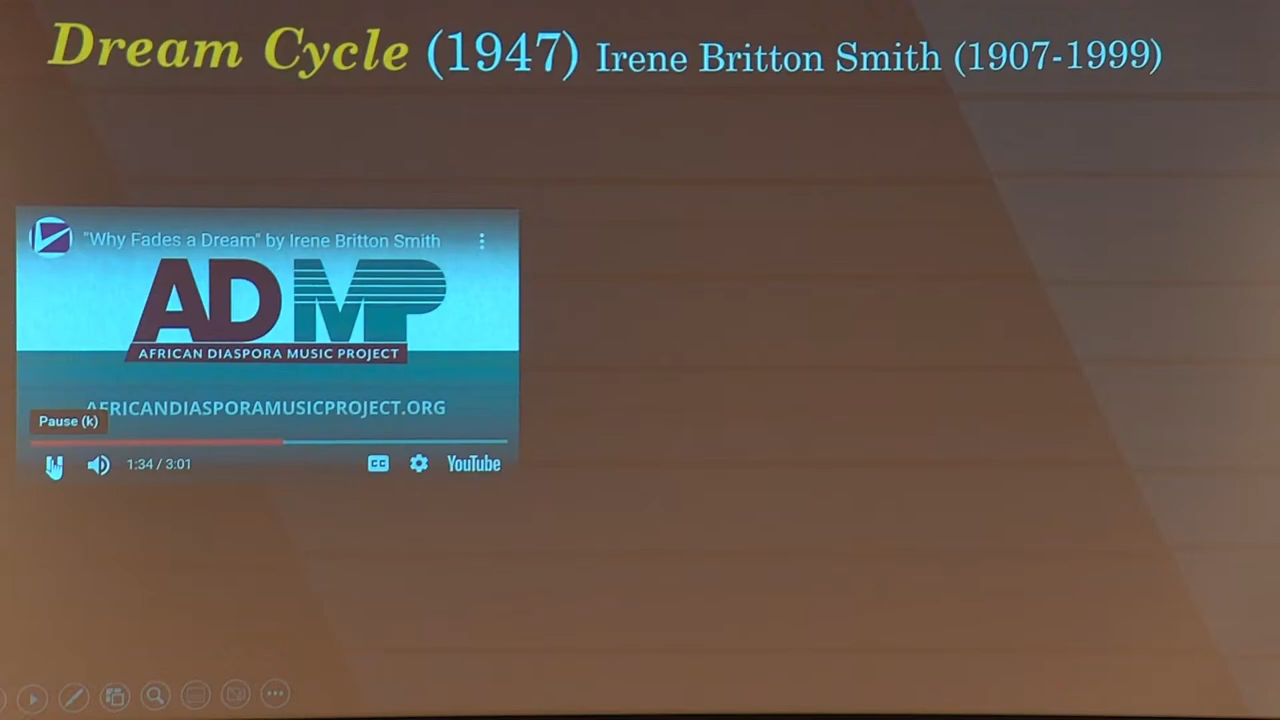 Dream Cycle (1947) Irene Britton Smith (1907-1999)
"Why Fades a Dream" by Irene Britton Smith
ADMP
AFRICAN DIASPORA MUSIC PROJECT
AFRICANDIASPORAMUSICPROJECT.ORG
Pause (k)
1:34 / 3:01
CC
YouTube